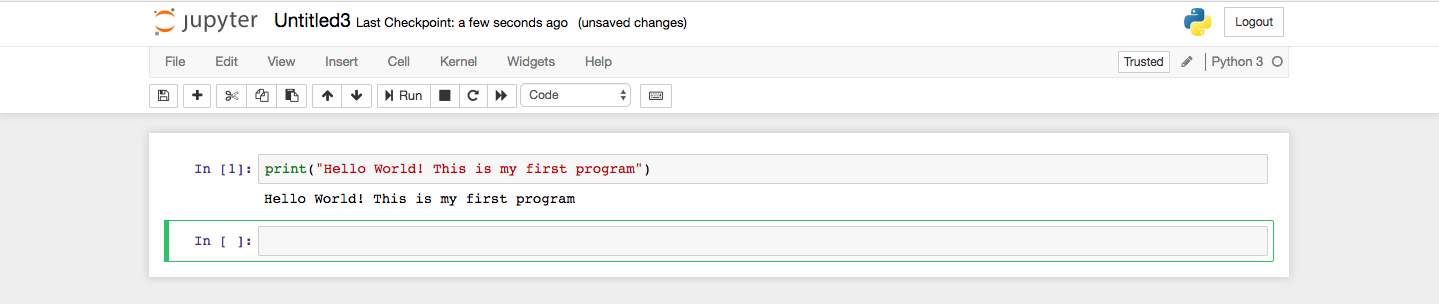 jupyter Untitled3 Last Checkpoint: a few seconds ago (unsaved changes) Logout
File Edit View Insert Cell Kernel Widgets Help Trusted Python 3
Run Code
In [1]: print("Hello World! This is my first program")
Hello World! This is my first program
In [ ]: